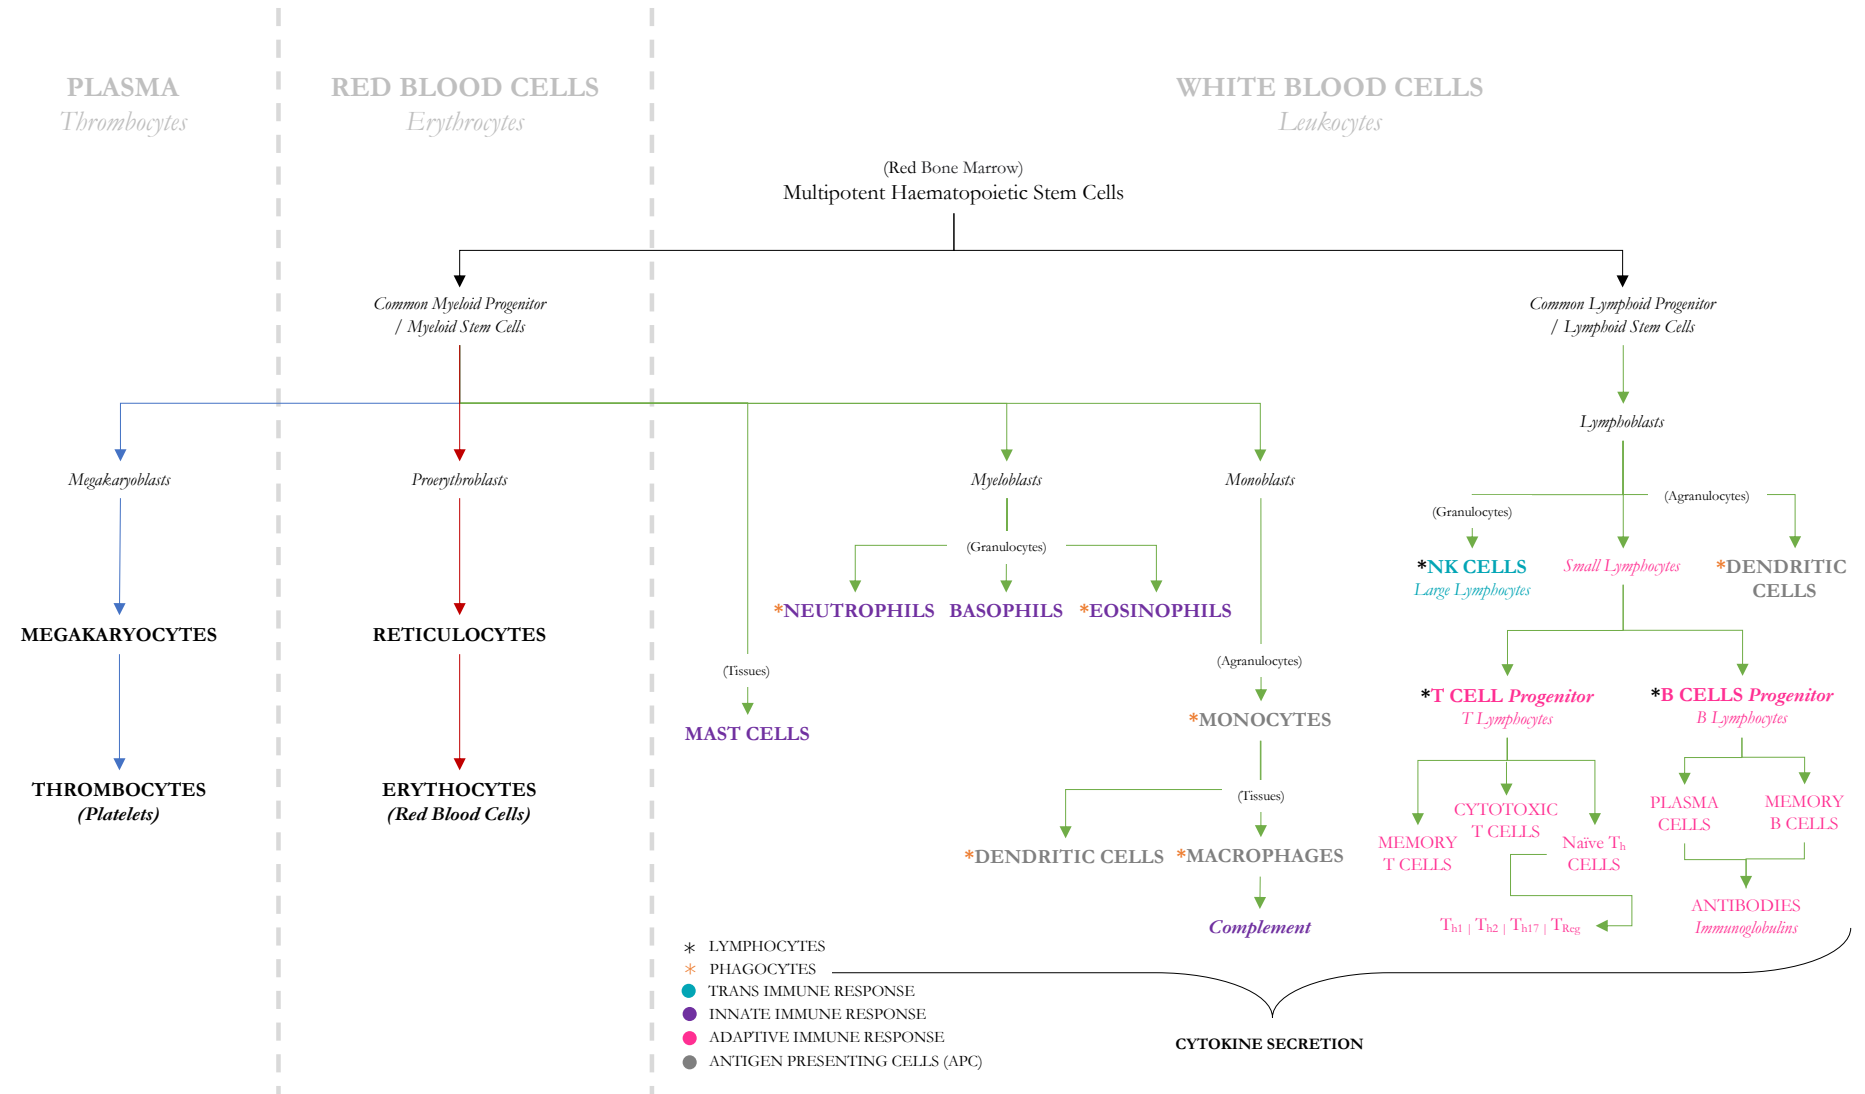 PLASMA
Thrombocytes
RED BLOOD CELLS
Erythrocytes
WHITE BLOOD CELLS
Leukocytes
(Red Bone Marrow)
Multipotent Haematopoietic Stem Cells
Common Myeloid Progenitor
/ Myeloid Stem Cells
Common Lymphoid Progenitor
/ Lymphoid Stem Cells
Lymphoblasts
Megakaryoblasts
Proerythroblasts
Myeloblasts
Monoblasts
(Granulocytes)
(Agranulocytes)
(Granulocytes)
*NEUTROPHILS
BASOPHILS
*EOSINOPHILS
*NK CELLS
Large Lymphocytes
Small Lymphocytes
*DENDRITIC
CELLS
MEGAKARYOCYTES
RETICULOCYTES
(Tissues)
MAST CELLS
(Agranulocytes)
*MONOCYTES
*T CELL Progenitor
T Lymphocytes
*B CELLS Progenitor
B Lymphocytes
THROMBOCYTES
(Platelets)
ERYTHOCYTES
(Red Blood Cells)
(Tissues)
*DENDRITIC CELLS
*MACROPHAGES
Complement
MEMORY
T CELLS
CYTOTOXIC
T CELLS
Naïve Th
CELLS
PLASMA
CELLS
MEMORY
B CELLS
Th1 | Th2 | Th17 | TReg
ANTIBODIES
Immunoglobulins
* LYMPHOCYTES
* PHAGOCYTES
TRANS IMMUNE RESPONSE
INNATE IMMUNE RESPONSE
ADAPTIVE IMMUNE RESPONSE
ANTIGEN PRESENTING CELLS (APC)
CYTOKINE SECRETION